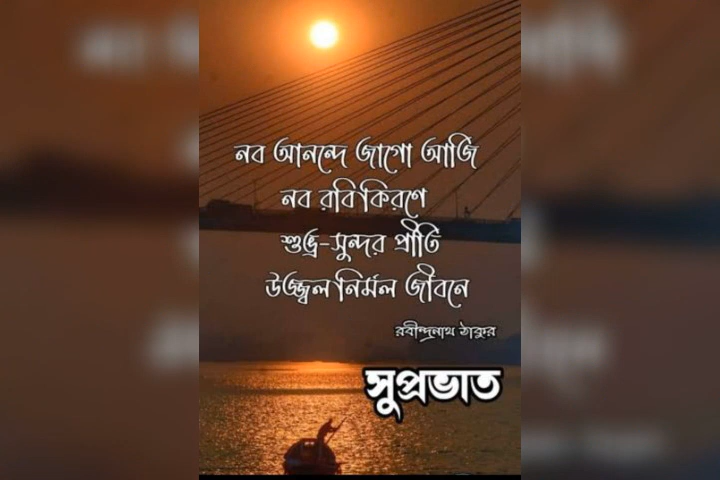 নব আনন্দে জাগো আজি
নব রবিকিরণে
শুভ্র-সুন্দর প্রীতি
উজ্জ্বল নির্মল জীবনে
রবীন্দ্রনাথ ঠাকুর
সুপ্রভাত